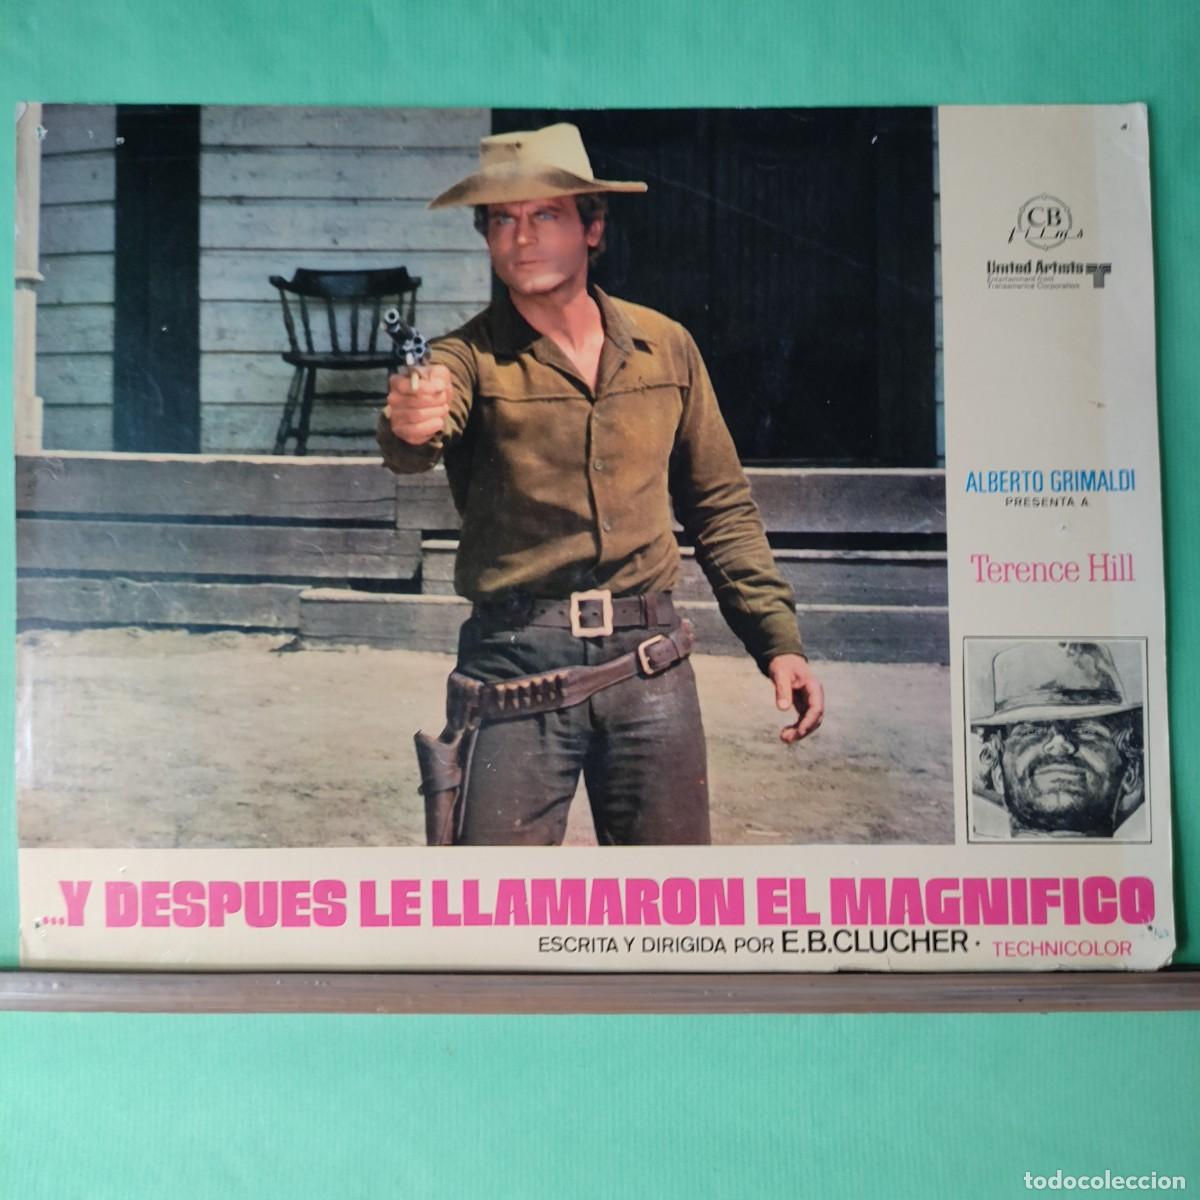 CB
films
United Artists
Entertainment from
Transamerica Corporation
ALBERTO GRIMALDI
PRESENTA A
Terence Hill
...Y DESPUES LE LLAMARON EL MAGNIFICO
ESCRITA Y DIRIGIDA POR E.B.CLUCHER · TECHNICOLOR
todocoleccion